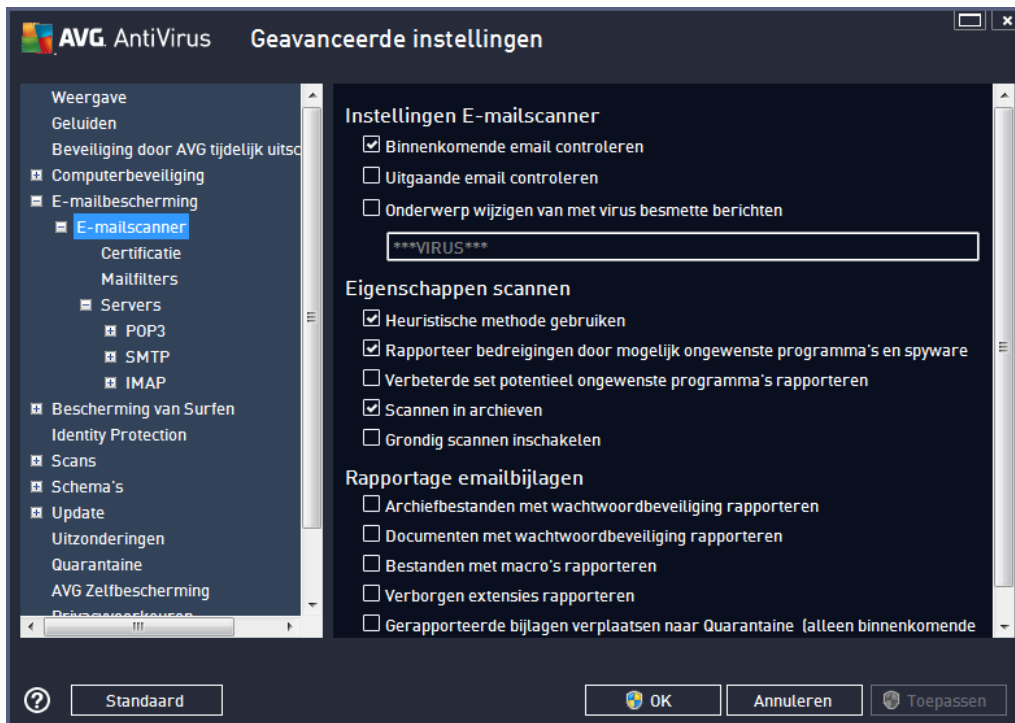 AVG. AntiVirus Geavanceerde instellingen
Weergave
Geluiden
Beveiliging door AVG tijdelijk uitsc
Computerbeveiliging
E-mailbescherming
E-mailscanner
Certificatie
Mailfilters
Servers
POP3
SMTP
IMAP
Bescherming van Surfen
Identity Protection
Scans
Schema's
Update
Uitzonderingen
Quarantaine
AVG Zelfbescherming
Privacyvoorkeuren
Instellingen E-mailscanner
Binnenkomende email controleren
Uitgaande email controleren
Onderwerp wijzigen van met virus besmette berichten
***VIRUS***
Eigenschappen scannen
Heuristische methode gebruiken
Rapporteer bedreigingen door mogelijk ongewenste programma's en spyware
Verbeterde set potentieel ongewenste programma's rapporteren
Scannen in archieven
Grondig scannen inschakelen
Rapportage emailbijlagen
Archiefbestanden met wachtwoordbeveiliging rapporteren
Documenten met wachtwoordbeveiliging rapporteren
Bestanden met macro's rapporteren
Verborgen extensies rapporteren
Gerapporteerde bijlagen verplaatsen naar Quarantaine (alleen binnenkomende
? Standaard OK Annuleren Toepassen